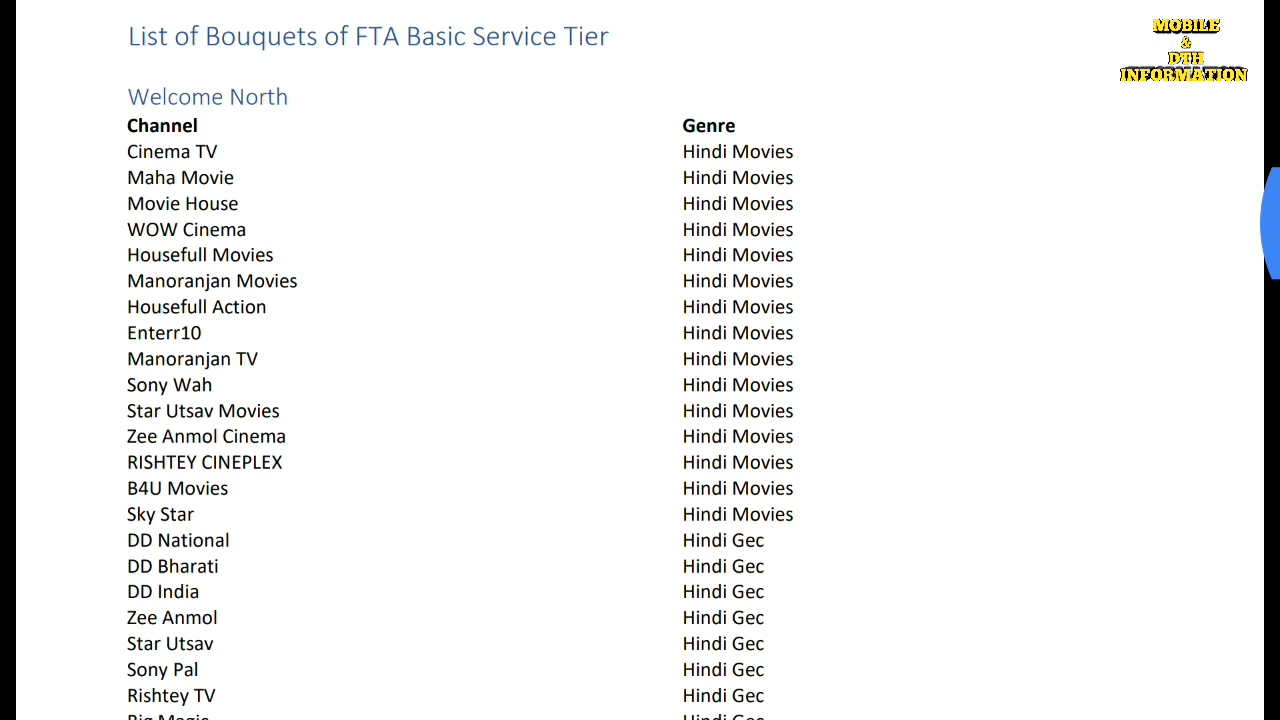 List of Bouquets of FTA Basic Service Tier
MOBILE
&
DTH
INFORMATION
Welcome North
Channel Genre
Cinema TV Hindi Movies
Maha Movie Hindi Movies
Movie House Hindi Movies
WOW Cinema Hindi Movies
Housefull Movies Hindi Movies
Manoranjan Movies Hindi Movies
Housefull Action Hindi Movies
Enterr10 Hindi Movies
Manoranjan TV Hindi Movies
Sony Wah Hindi Movies
Star Utsav Movies Hindi Movies
Zee Anmol Cinema Hindi Movies
RISHTEY CINEPLEX Hindi Movies
B4U Movies Hindi Movies
Sky Star Hindi Movies
DD National Hindi Gec
DD Bharati Hindi Gec
DD India Hindi Gec
Zee Anmol Hindi Gec
Star Utsav Hindi Gec
Sony Pal Hindi Gec
Rishtey TV Hindi Gec
Big Magic Hindi Gec